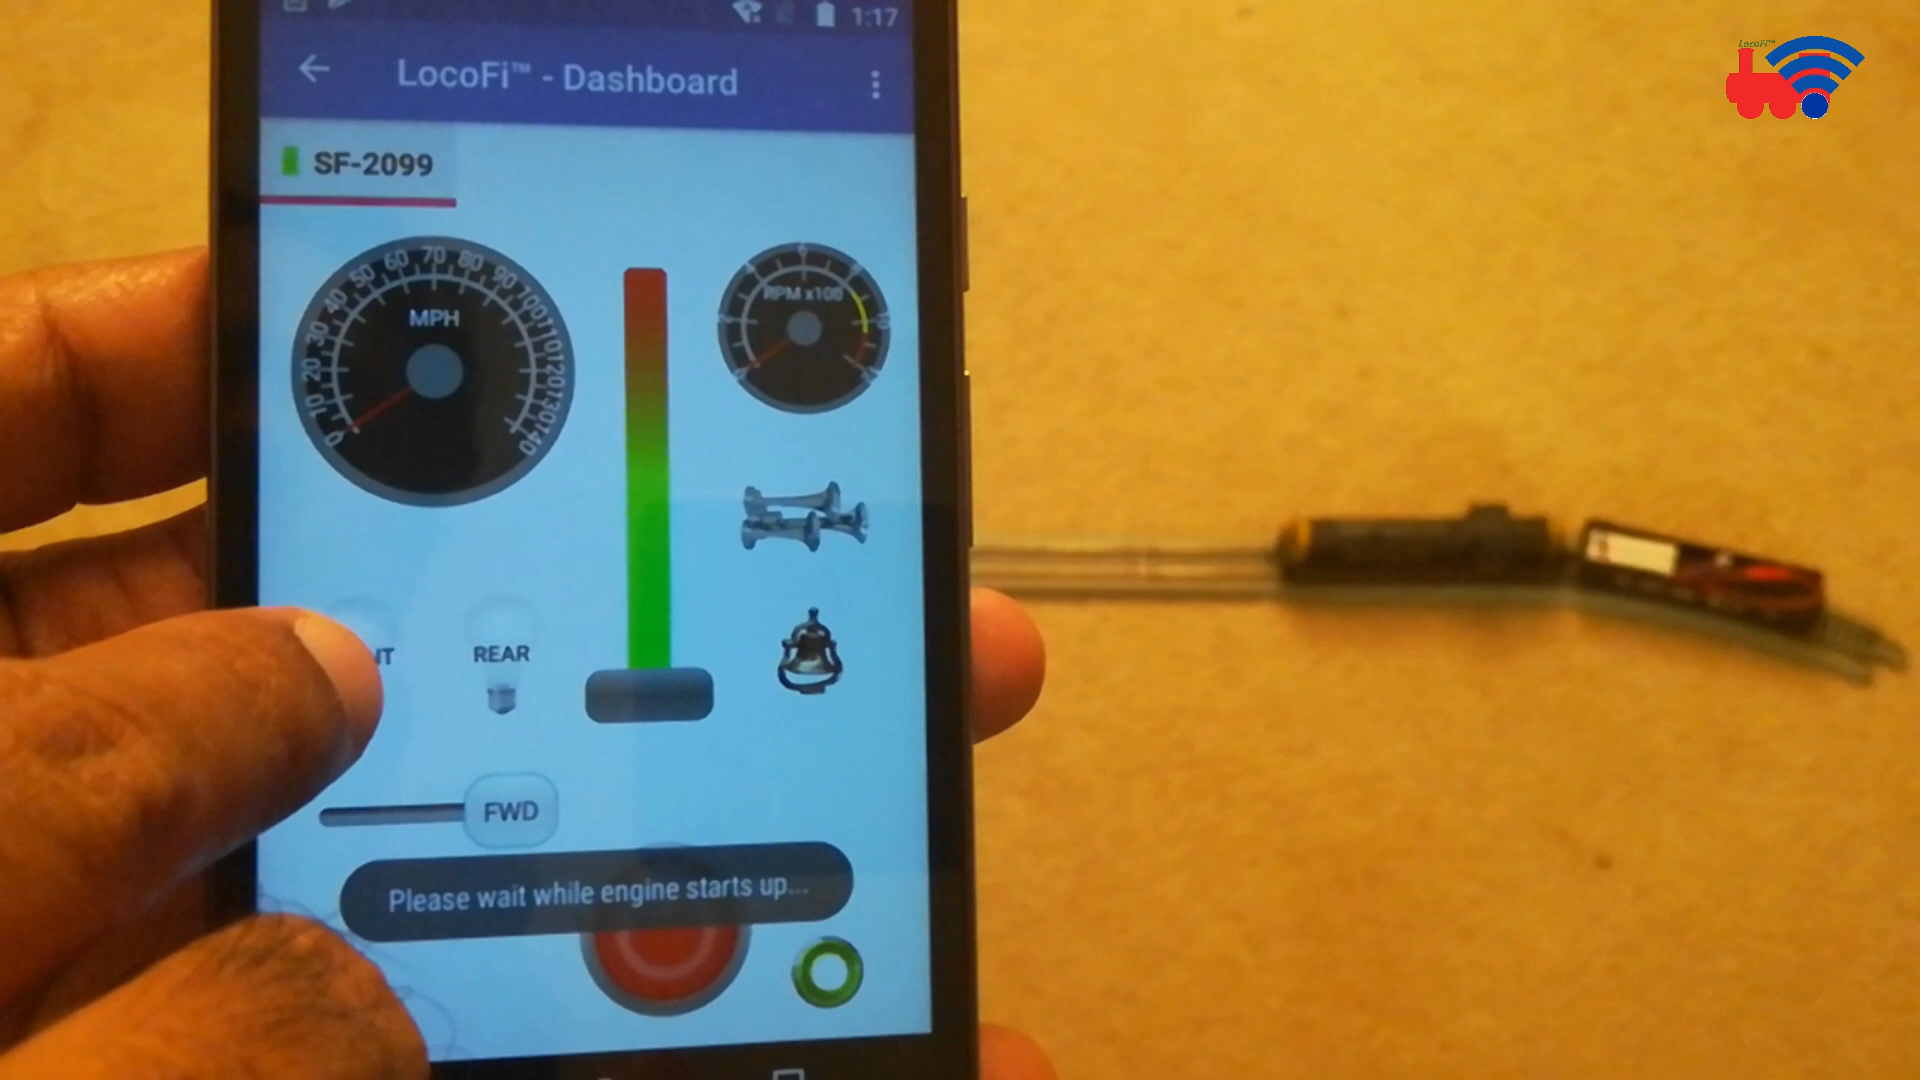 1:17
LocoFi™
LocoFi™ - Dashboard
SF-2099
0 10 20 30 40 50 60 70 80 90 100 110 120 130 140
MPH
RPM x100
REAR
FWD
Please wait while engine starts up...